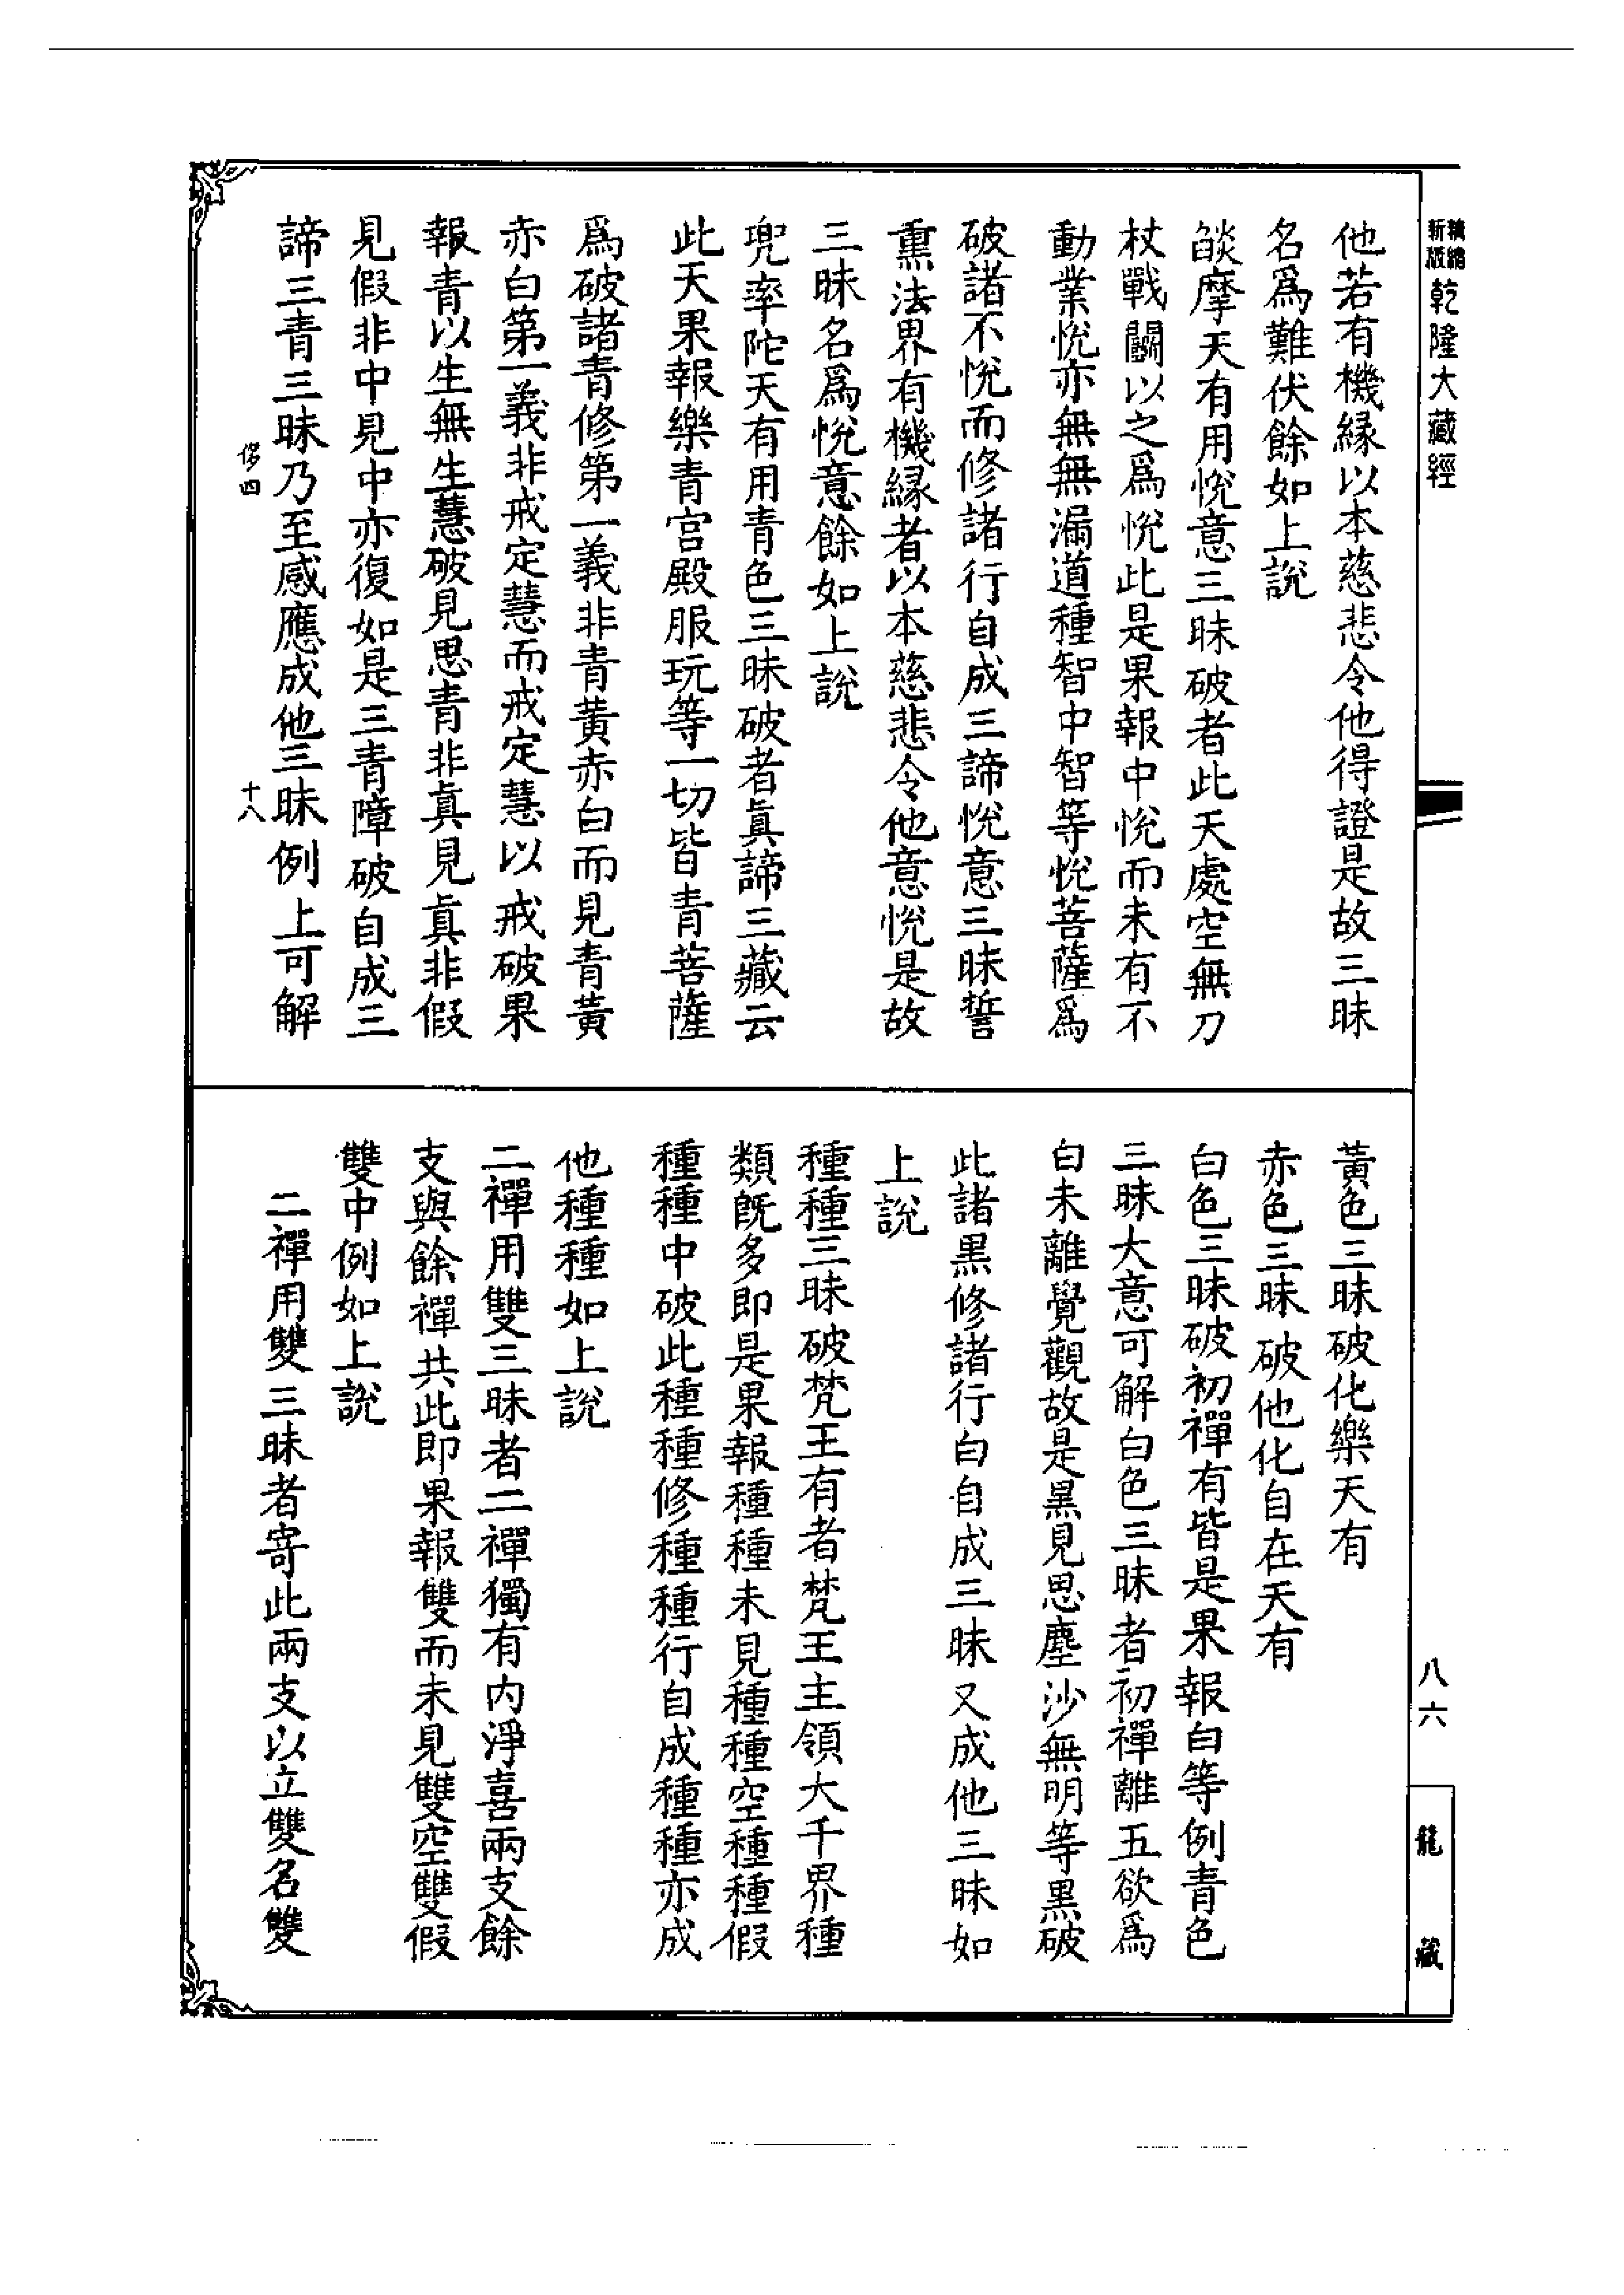 新版
乾隆大藏經
他若有機緣以本慈悲令他得證是故三昧
名爲難伏餘如上說
燄摩天有用悅意三昧破者此天處空無刀
杖戰鬬以之爲悅此是果報中悅而未有不
動業悅亦無無漏道種智中智等悅菩薩爲
破諸不悅而修諸行自成三諦悅意三昧誓
熏法界有機緣者以本慈悲令他意悅是故
三昧名爲悅意餘如上說
兜率陀天有用青色三昧破者眞諦三藏云
此天果報樂青宮殿服玩等一切皆青菩薩
爲破諸青修第一義非青黃赤白而見青黃
赤白第一義非戒定慧而戒定慧以戒破果
報青以生無生慧破見思青非眞見眞非假
見假非中見中亦復如是三青障破自成三
諦三青三昧乃至感應成他三昧例上可解
侈四
十八
黃色三昧破化樂天有
赤色三昧破他化自在天有
白色三昧破初禪有皆是果報白等例青色
三昧大意可解白色三昧者初禪離五欲爲
白未離覺觀故是黑見思塵沙無明等黑破
此諸黑修諸行白自成三昧又成他三昧如
上說
種種三昧破梵王有者梵王主領大千界種
類旣多即是果報種種未見種種空種種假
種種中破此種種修種種行自成種種亦成
他種種如上說
二禪用雙三昧者二禪獨有內淨喜兩支餘
支與餘禪共此即果報雙而未見雙空雙假
雙中例如上說
二禪用雙三昧者寄此兩支以立雙名雙
八六
龍藏